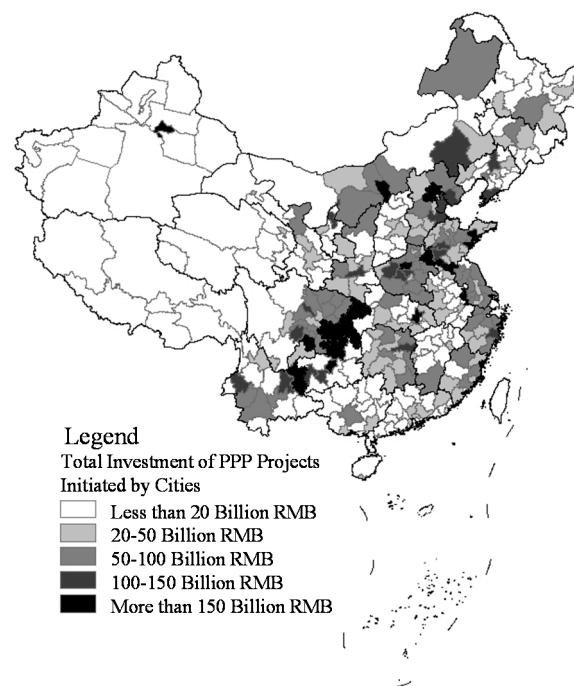 Legend
Total Investment of PPP Projects
Initiated by Cities
Less than 20 Billion RMB
20-50 Billion RMB
50-100 Billion RMB
100-150 Billion RMB
More than 150 Billion RMB